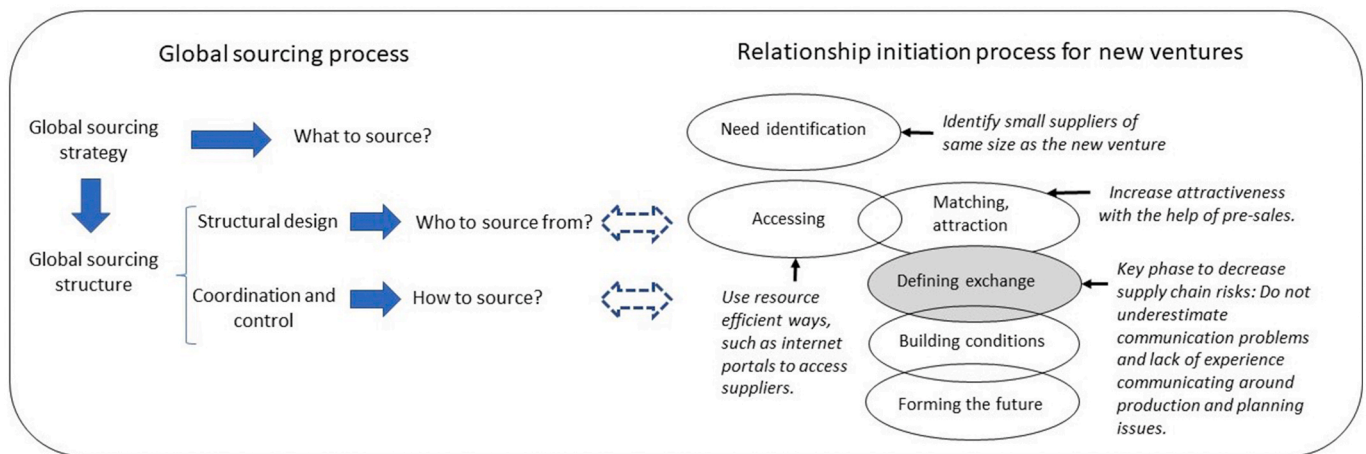 Global sourcing process
Relationship initiation process for new ventures
Global sourcing
strategy
What to source?
Need identification
Identify small suppliers of
same size as the new venture
Structural design
Who to source from?
Accessing
Matching,
attraction
Increase attractiveness
with the help of pre-sales.
Global sourcing
structure
Coordination and
control
How to source?
Use resource
efficient ways,
such as internet
portals to access
suppliers.
Defining exchange
Key phase to decrease
supply chain risks: Do not
underestimate
communication problems
and lack of experience
communicating around
production and planning
issues.
Building conditions
Forming the future